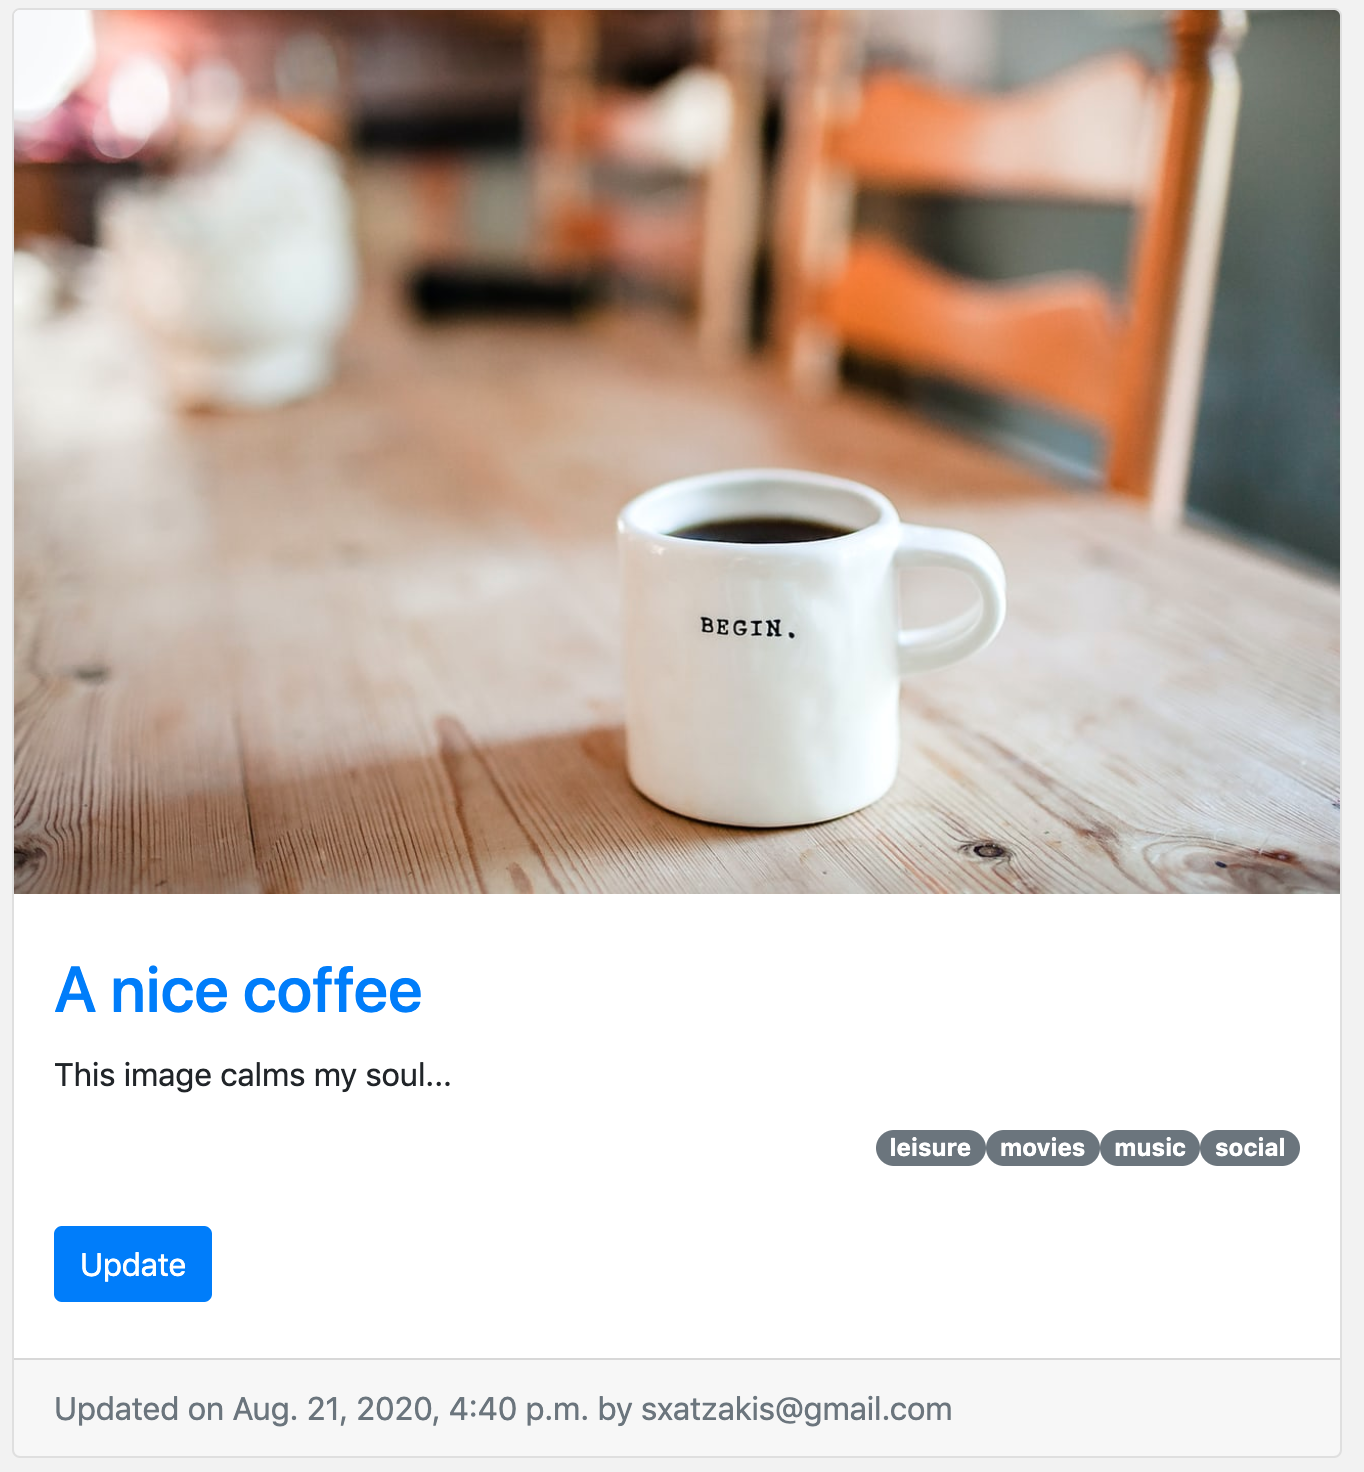 BEGIN.
A nice coffee
This image calms my soul...
leisure movies music social
Update
Updated on Aug. 21, 2020, 4:40 p.m. by sxatzakis@gmail.com